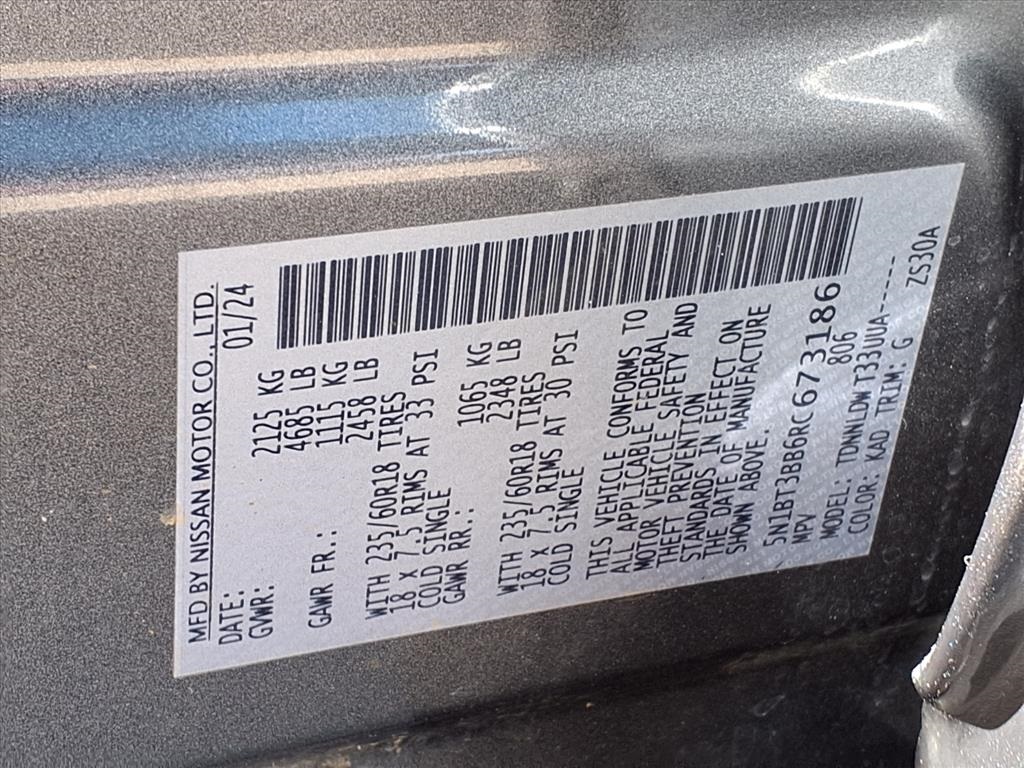 MFD BY NISSAN MOTOR CO., LTD.
DATE: 01/24
GVWR: 2125 KG
4685 LB
GAWR FR.: 1115 KG
2458 LB
WITH 235/60R18 TIRES
18 X 7.5 RIMS AT 33 PSI
COLD SINGLE
GAWR RR.: 1065 KG
2348 LB
WITH 235/60R18 TIRES
18 X 7.5 RIMS AT 30 PSI
COLD SINGLE
THIS VEHICLE CONFORMS TO
ALL APPLICABLE FEDERAL
MOTOR VEHICLE SAFETY AND
THEFT PREVENTION
STANDARDS IN EFFECT ON
THE DATE OF MANUFACTURE
SHOWN ABOVE.
5N1BT3BB6RC673186
MPV 806
MODEL: TDNNLDW T33UUA-----
COLOR: KAD TRIM: G ZS30A